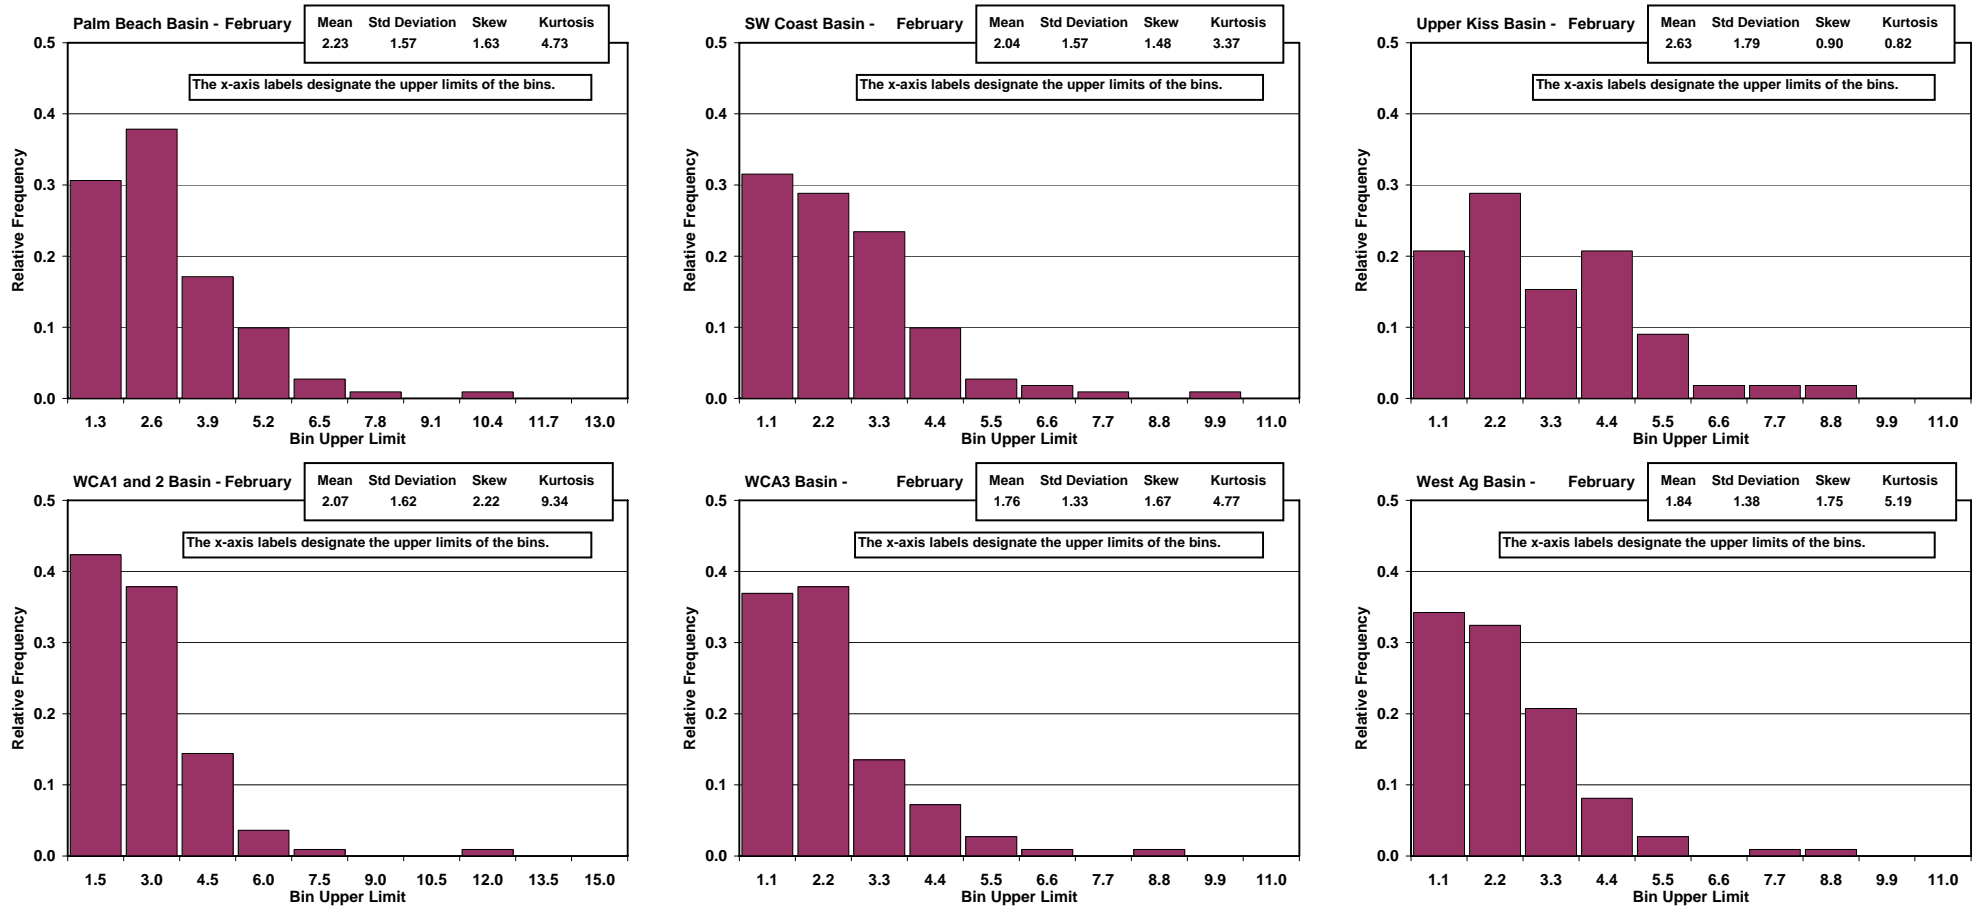 Palm Beach Basin - February
Mean Std Deviation Skew Kurtosis
2.23 1.57 1.63 4.73
The x-axis labels designate the upper limits of the bins.
Relative Frequency
0.5
0.4
0.3
0.2
0.1
0.0
1.3 2.6 3.9 5.2 6.5 7.8 9.1 10.4 11.7 13.0
Bin Upper Limit
SW Coast Basin - February
Mean Std Deviation Skew Kurtosis
2.04 1.57 1.48 3.37
The x-axis labels designate the upper limits of the bins.
Relative Frequency
0.5
0.4
0.3
0.2
0.1
0.0
1.1 2.2 3.3 4.4 5.5 6.6 7.7 8.8 9.9 11.0
Bin Upper Limit
Upper Kiss Basin - February
Mean Std Deviation Skew Kurtosis
2.63 1.79 0.90 0.82
The x-axis labels designate the upper limits of the bins.
Relative Frequency
0.5
0.4
0.3
0.2
0.1
0.0
1.1 2.2 3.3 4.4 5.5 6.6 7.7 8.8 9.9 11.0
Bin Upper Limit
WCA1 and 2 Basin - February
Mean Std Deviation Skew Kurtosis
2.07 1.62 2.22 9.34
The x-axis labels designate the upper limits of the bins.
Relative Frequency
0.5
0.4
0.3
0.2
0.1
0.0
1.5 3.0 4.5 6.0 7.5 9.0 10.5 12.0 13.5 15.0
Bin Upper Limit
WCA3 Basin - February
Mean Std Deviation Skew Kurtosis
1.76 1.33 1.67 4.77
The x-axis labels designate the upper limits of the bins.
Relative Frequency
0.5
0.4
0.3
0.2
0.1
0.0
1.1 2.2 3.3 4.4 5.5 6.6 7.7 8.8 9.9 11.0
Bin Upper Limit
West Ag Basin - February
Mean Std Deviation Skew Kurtosis
1.84 1.38 1.75 5.19
The x-axis labels designate the upper limits of the bins.
Relative Frequency
0.5
0.4
0.3
0.2
0.1
0.0
1.1 2.2 3.3 4.4 5.5 6.6 7.7 8.8 9.9 11.0
Bin Upper Limit